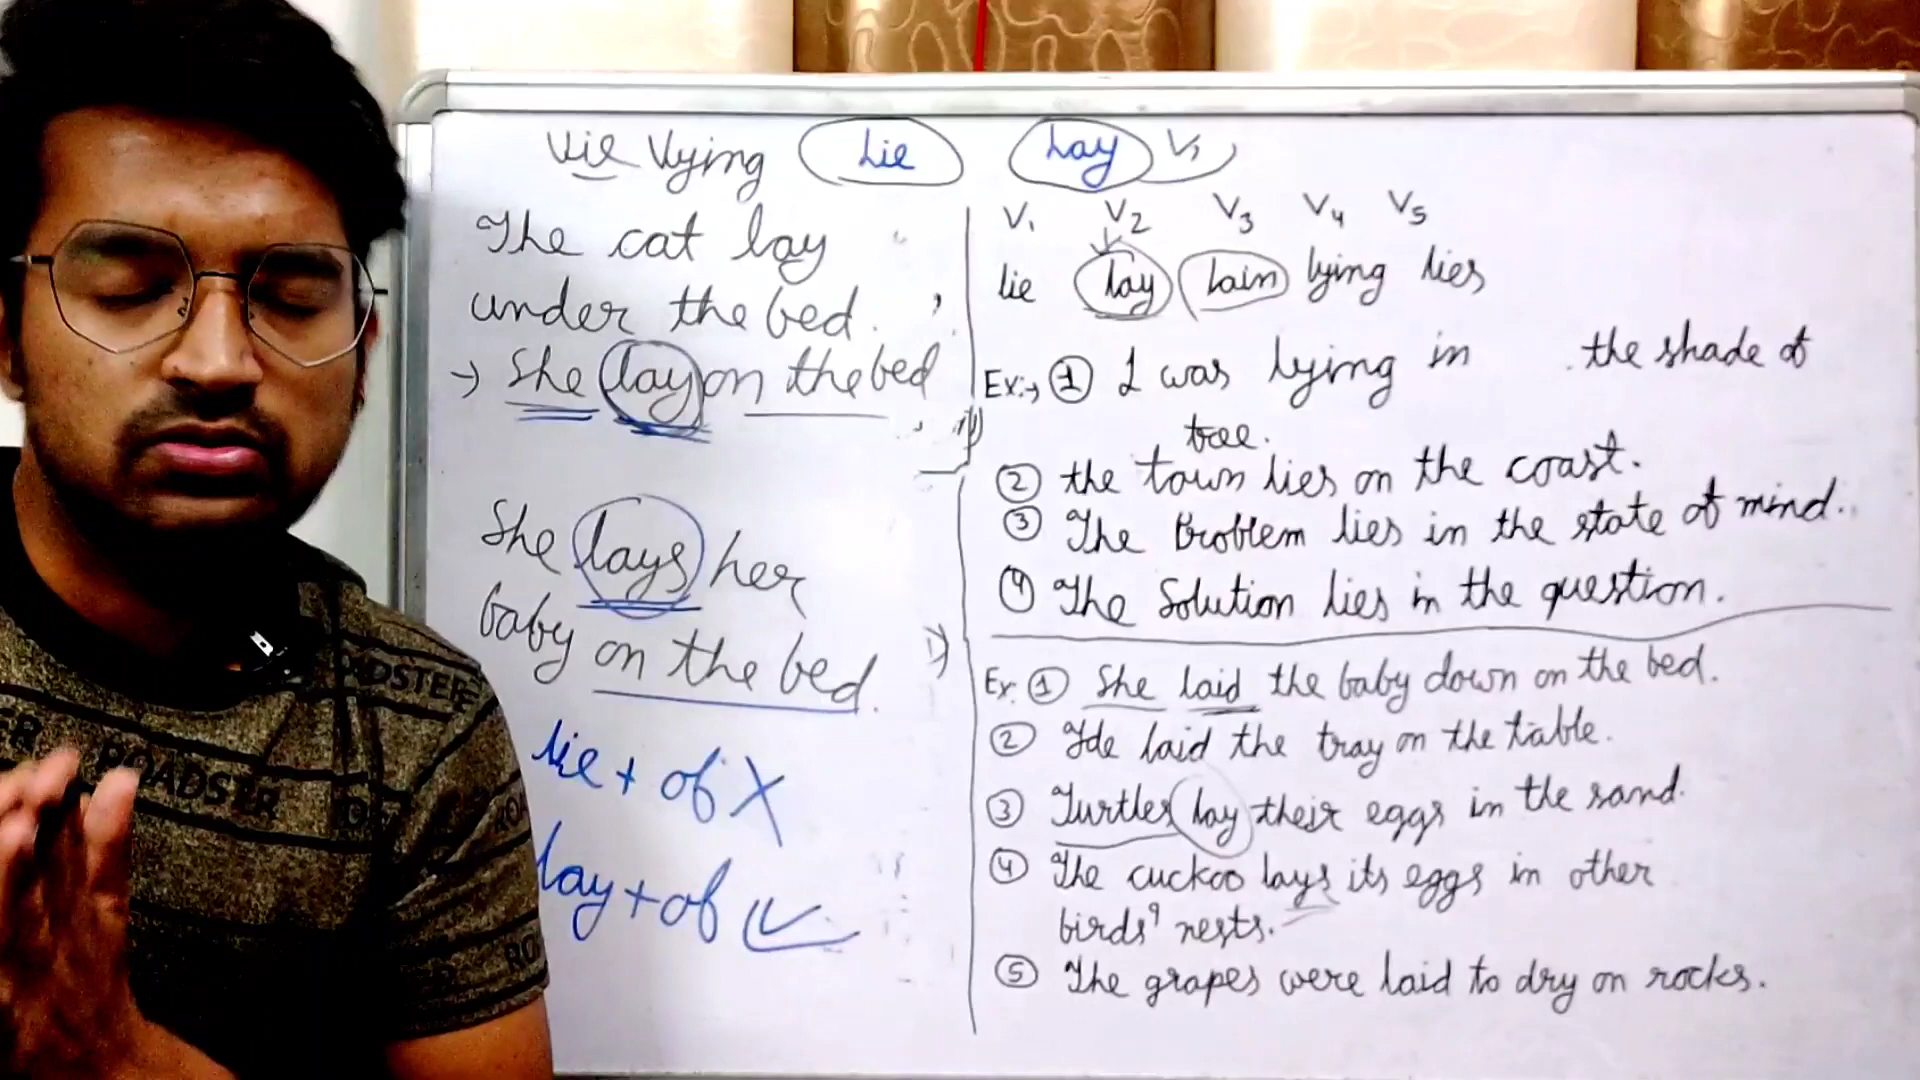 Vie Vying Lie Lay V1
The cat lay
under the bed.
→ She lay on the bed
She lays her
baby on the bed.
lie + of X
lay + of ✓
V1 V2 V3 V4 V5
lie lay lain lying lies
Ex:→ ① I was lying in the shade of
tree.
② the town lies on the coast.
③ The Problem lies in the state of mind.
④ The Solution lies in the question.
Ex. ① She laid the baby down on the bed.
② He laid the tray on the table.
③ Turtles lay their eggs in the sand.
④ The cuckoo lays its eggs in other
birds' nests.
⑤ The grapes were laid to dry on rocks.
ROADSTER
ROADSTER